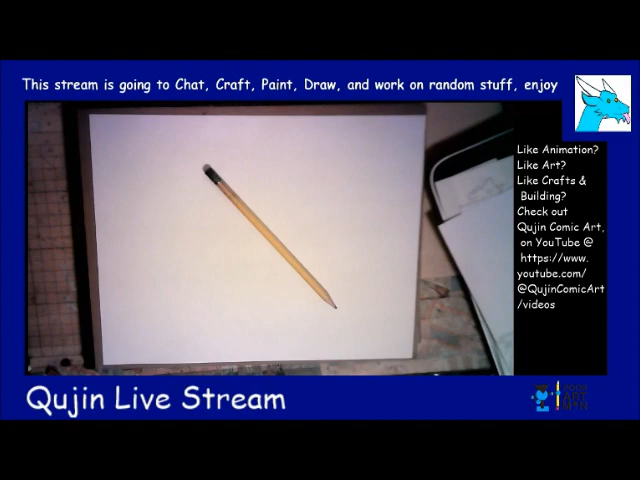 This stream is going to Chat, Craft, Paint, Draw, and work on random stuff, enjoy
Like Animation?
Like Art?
Like Crafts &
Building?
Check out
Qujin Comic Art,
on YouTube @
https://www.
youtube.com/
@QujinComicArt
/videos
Qujin Live Stream